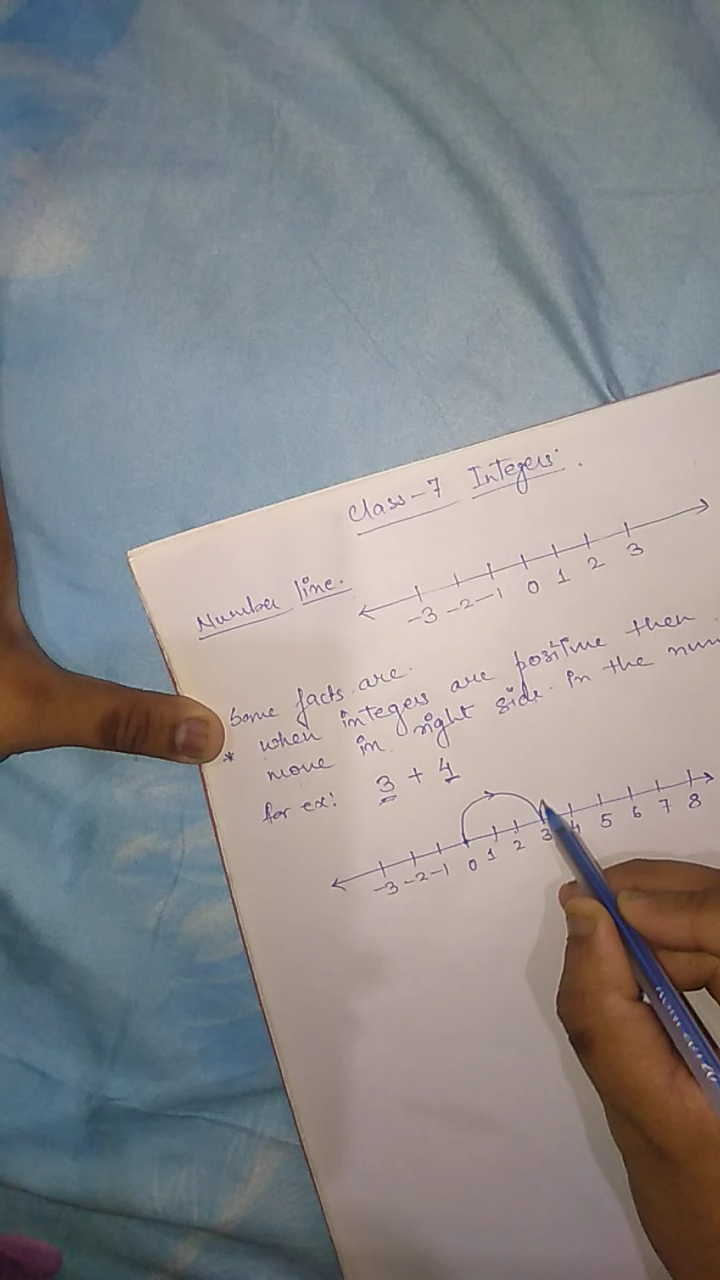 Class-7 Integers.
Number line.
-3 -2 -1 0 1 2 3
Some facts are.
* when integers are positive then
move in right side in the num
for ex: 3 + 4
-3 -2 -1 0 1 2 3 4 5 6 7 8